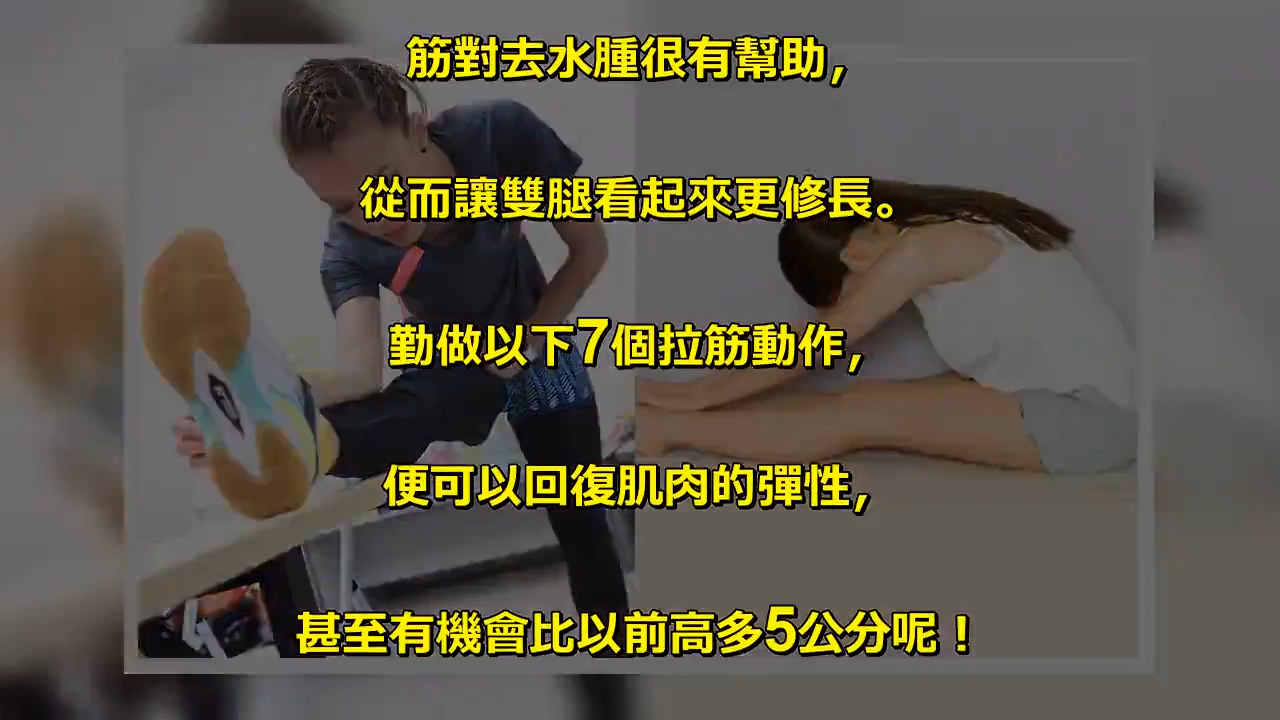 筋對去水腫很有幫助，
從而讓雙腿看起來更修長。
勤做以下7個拉筋動作，
便可以回復肌肉的彈性，
甚至有機會比以前高多5公分呢！